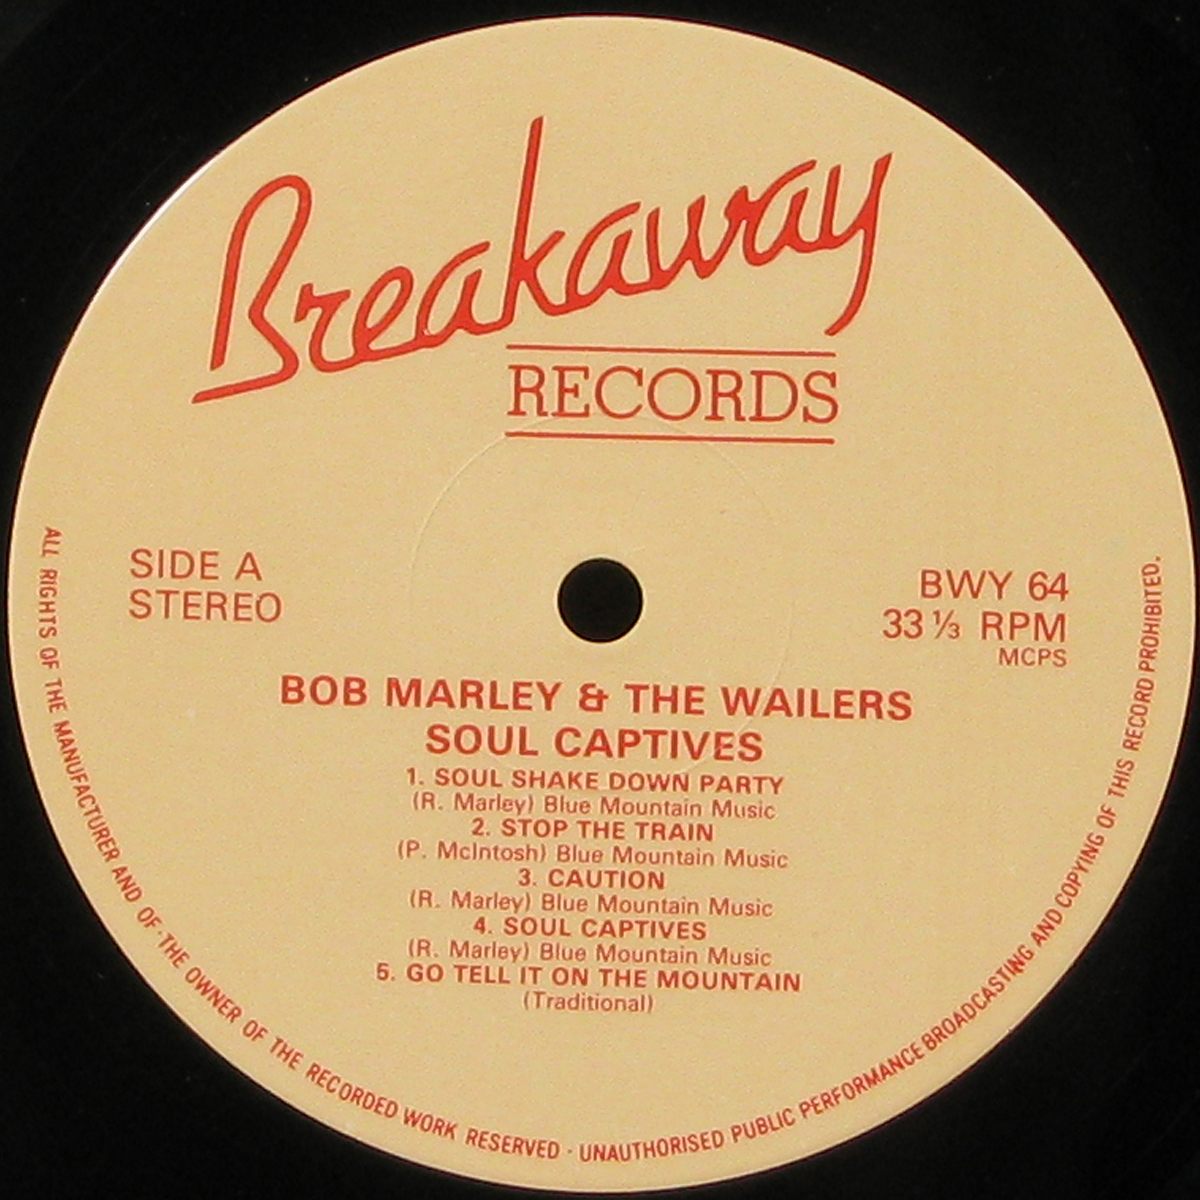 Breakaway
RECORDS
SIDE A
STEREO
BWY 64
33 ⅓ RPM
MCPS
BOB MARLEY & THE WAILERS
SOUL CAPTIVES
1. SOUL SHAKE DOWN PARTY
(R. Marley) Blue Mountain Music
2. STOP THE TRAIN
(P. McIntosh) Blue Mountain Music
3. CAUTION
(R. Marley) Blue Mountain Music
4. SOUL CAPTIVES
(R. Marley) Blue Mountain Music
5. GO TELL IT ON THE MOUNTAIN
(Traditional)
ALL RIGHTS OF THE MANUFACTURER AND OF · THE OWNER OF THE RECORDED WORK RESERVED · UNAUTHORISED PUBLIC PERFORMANCE BROADCASTING AND COPYING OF THIS RECORD PROHIBITED.